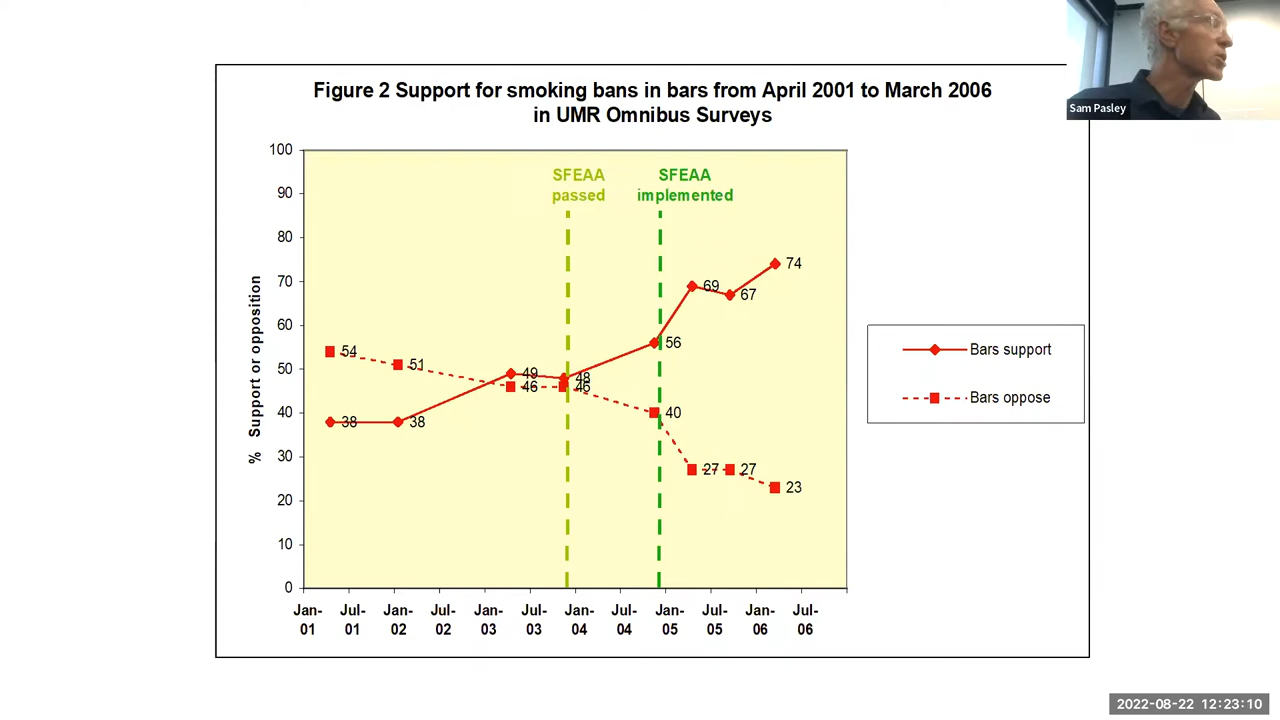 Figure 2 Support for smoking bans in bars from April 2001 to March 2006
in UMR Omnibus Surveys
Sam Pasley
100
90
80
70
60
50
40
30
20
10
0
% Support or opposition
SFEAA
passed
SFEAA
implemented
54
51
49
46
48
46
38
38
56
40
69
67
74
27
27
23
Jan-01
Jul-01
Jan-02
Jul-02
Jan-03
Jul-03
Jan-04
Jul-04
Jan-05
Jul-05
Jan-06
Jul-06
Bars support
Bars oppose
2022-08-22 12:23:10